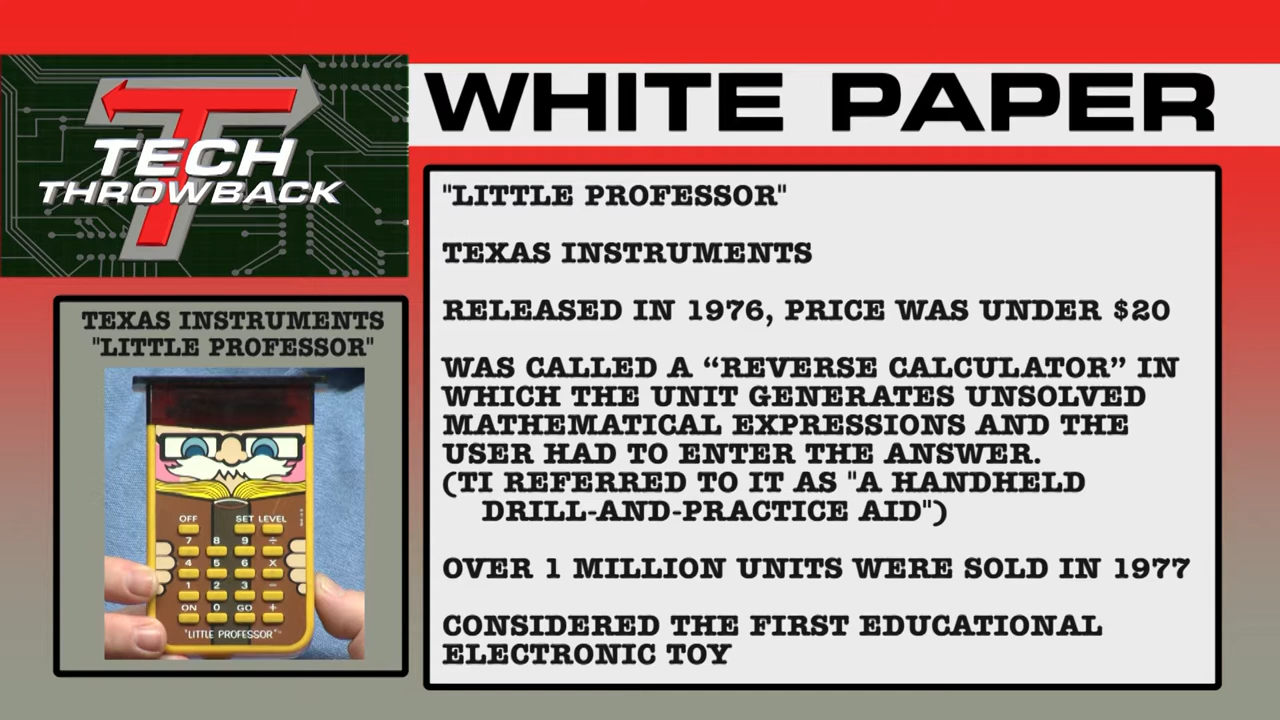 TECH
THROWBACK
WHITE PAPER
TEXAS INSTRUMENTS
"LITTLE PROFESSOR"
OFF SET LEVEL
7 8 9 ÷
4 5 6 X
1 2 3 −
ON 0 GO +
"LITTLE PROFESSOR"™
"LITTLE PROFESSOR"
TEXAS INSTRUMENTS
RELEASED IN 1976, PRICE WAS UNDER $20
WAS CALLED A “REVERSE CALCULATOR” IN
WHICH THE UNIT GENERATES UNSOLVED
MATHEMATICAL EXPRESSIONS AND THE
USER HAD TO ENTER THE ANSWER.
(TI REFERRED TO IT AS "A HANDHELD
DRILL-AND-PRACTICE AID")
OVER 1 MILLION UNITS WERE SOLD IN 1977
CONSIDERED THE FIRST EDUCATIONAL
ELECTRONIC TOY